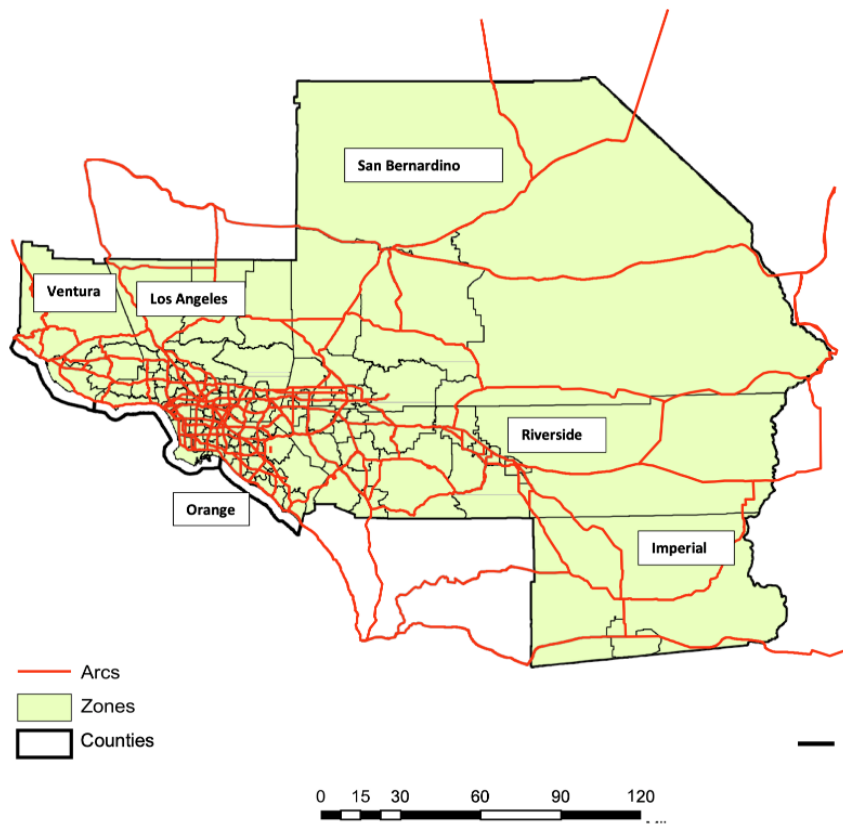 San Bernardino
Ventura
Los Angeles
Riverside
Orange
Imperial
Arcs
Zones
Counties
0 15 30 60 90 120